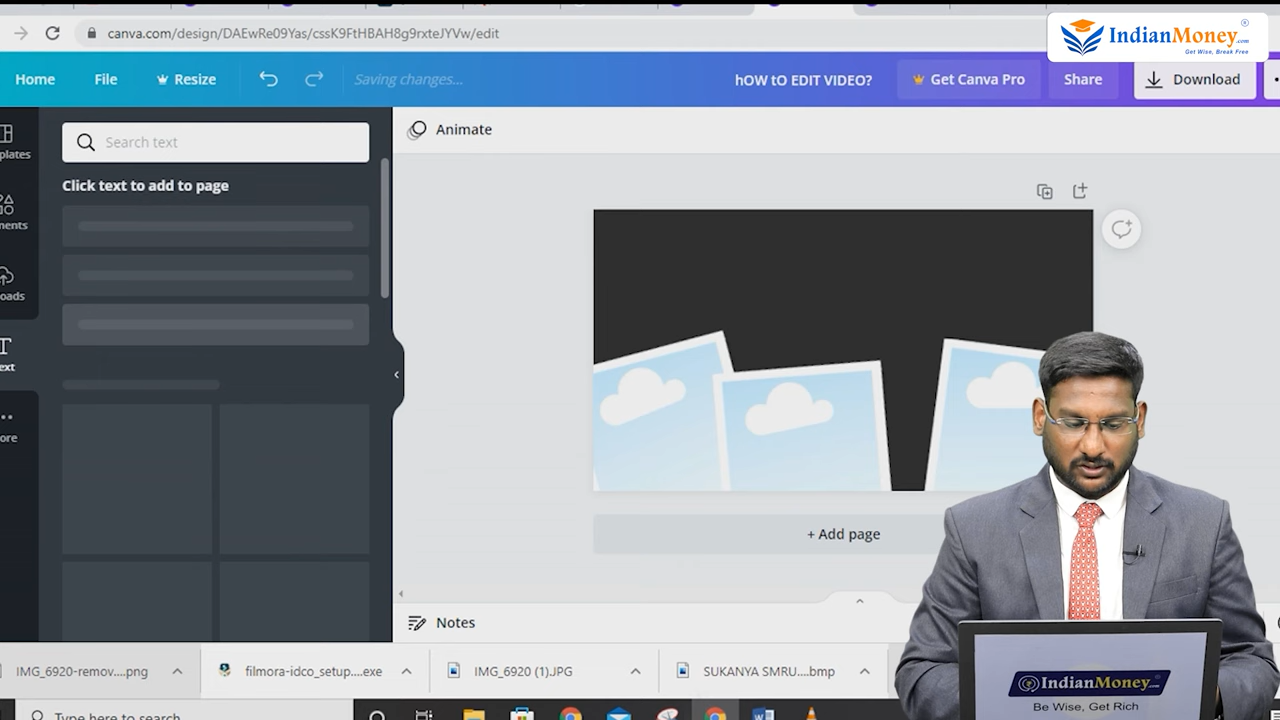 canva.com/design/DAEwRe09Yas/cssK9FtHBAH8g9rxteJYVw/edit
IndianMoney.com
Get Wise, Break Free
Home
File
Resize
Saving changes...
hOW tO EDIT VIDEO?
Get Canva Pro
Share
Download
plates
Search text
Animate
Click text to add to page
ments
oads
ext
ore
+ Add page
Notes
IMG_6920-remov....png
filmora-idco_setup....exe
IMG_6920 (1).JPG
SUKANYA SMRU....bmp
IndianMoney.com
Be Wise, Get Rich
Type here to search